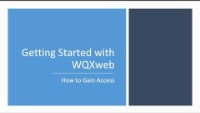 Getting Started with
WQXweb
How to Gain Access